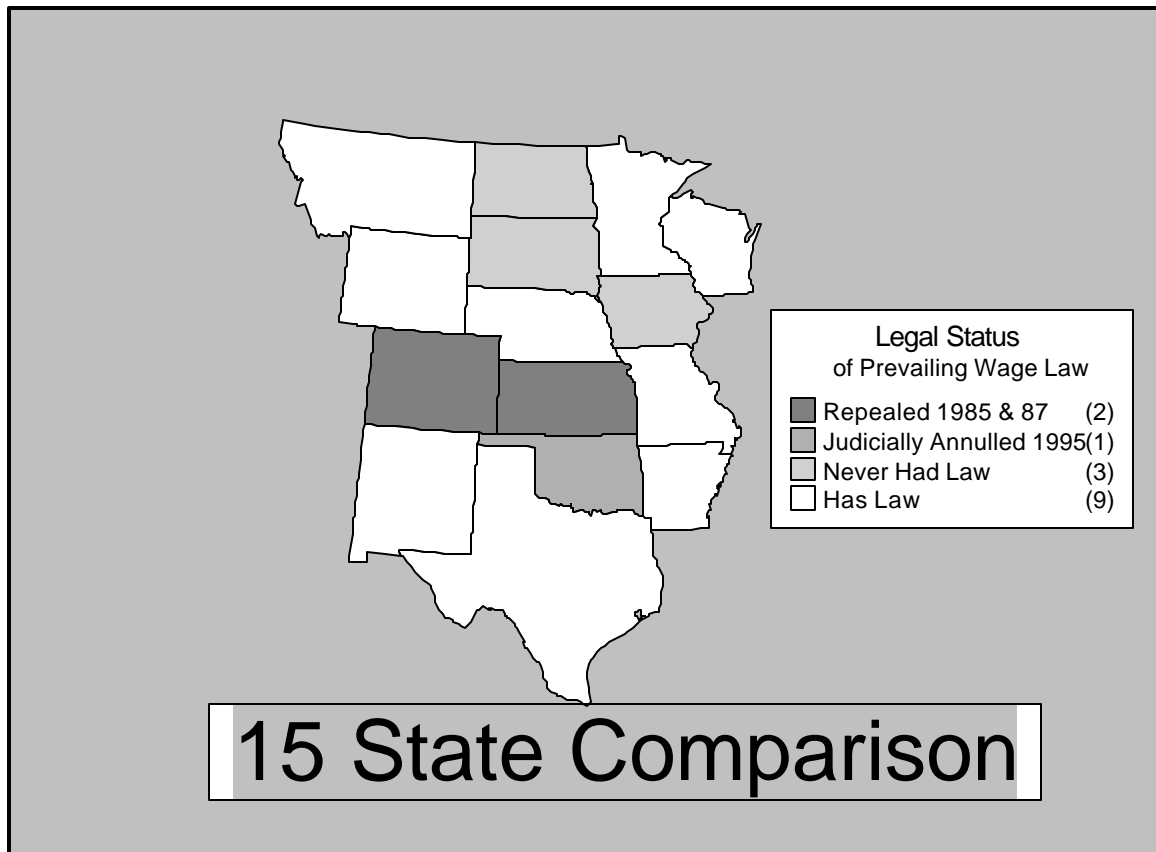 Legal Status
of Prevailing Wage Law
Repealed 1985 & 87 (2)
Judicially Annulled 1995(1)
Never Had Law (3)
Has Law (9)
15 State Comparison